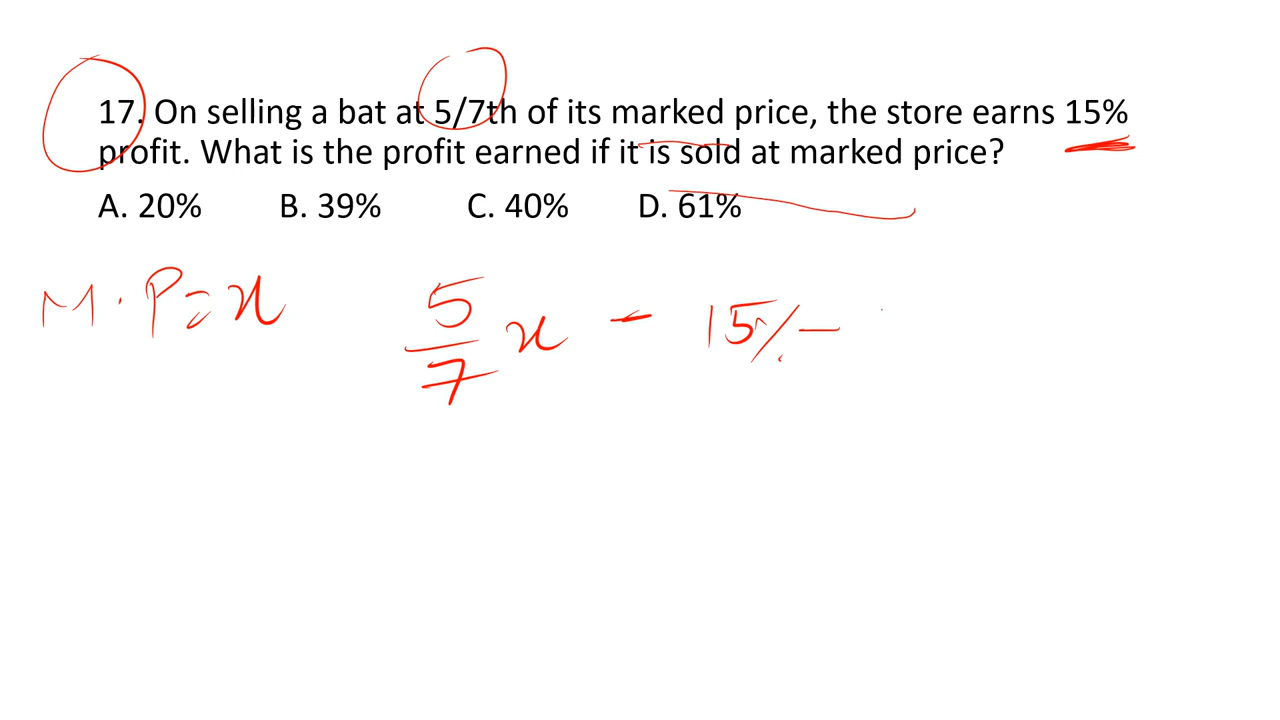 17. On selling a bat at 5/7th of its marked price, the store earns 15%
profit. What is the profit earned if it is sold at marked price?
A. 20% B. 39% C. 40% D. 61%
M.P = x 5/7 x - 15% -